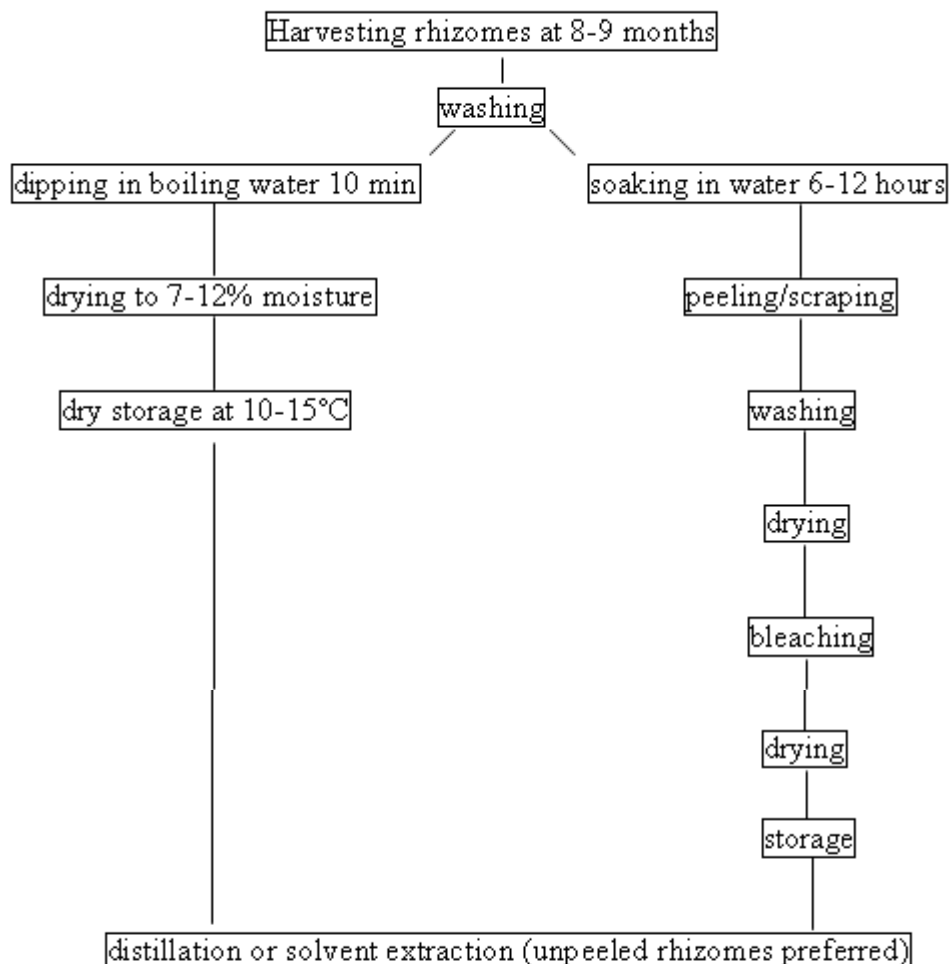 Harvesting rhizomes at 8-9 months
washing
dipping in boiling water 10 min
soaking in water 6-12 hours
drying to 7-12% moisture
peeling/scraping
dry storage at 10-15°C
washing
drying
bleaching
drying
storage
distillation or solvent extraction (unpeeled rhizomes preferred)